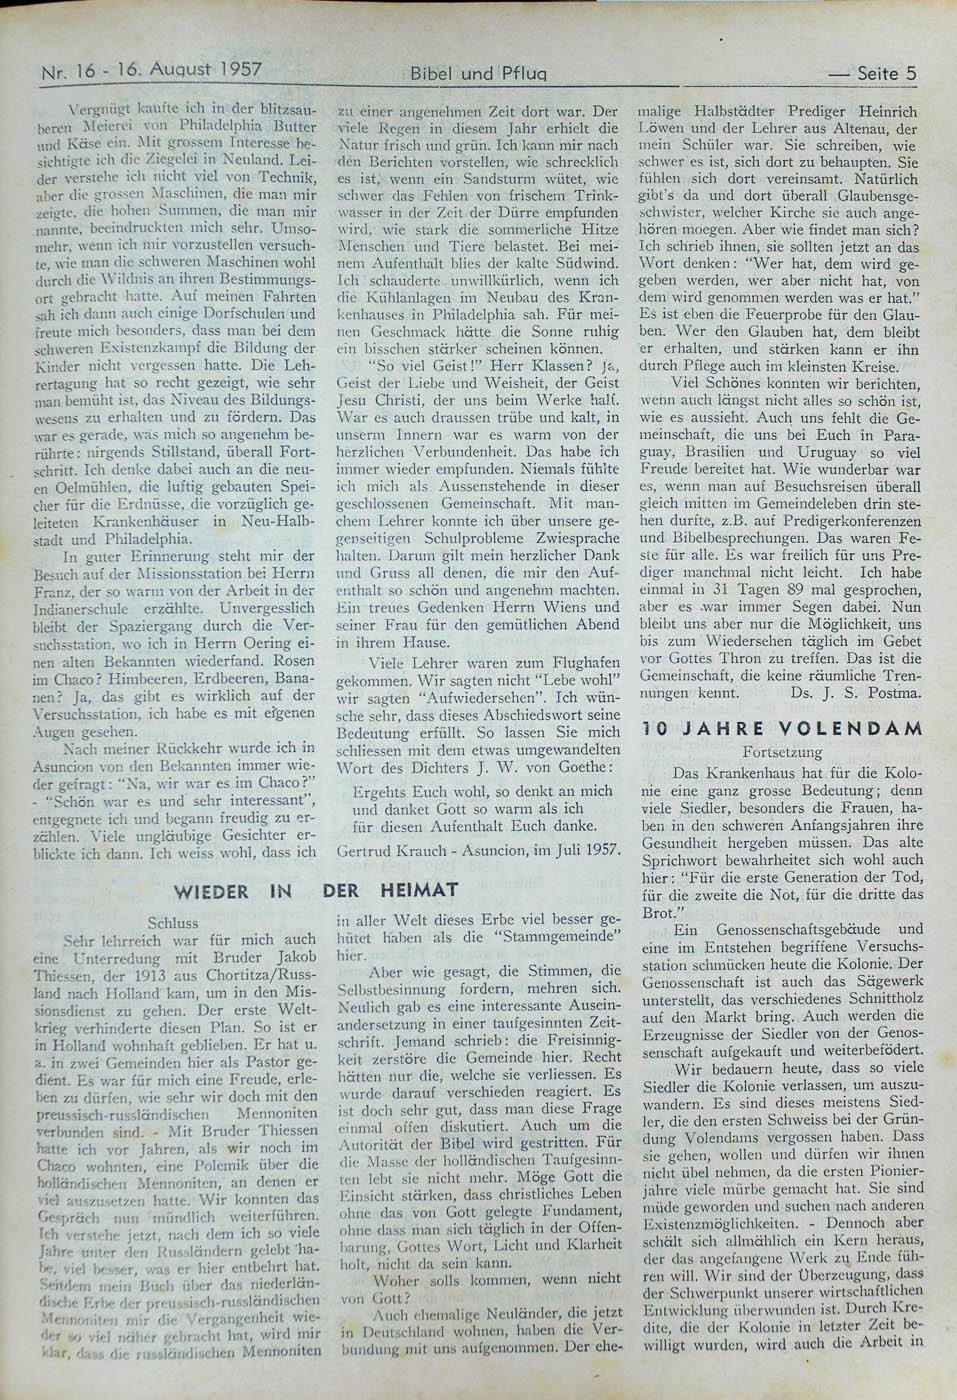 Nr. 16 - 16. August 1957
Bibel und Pflug
— Seite 5
Vergnügt kaufte ich in der blitzsau-
beren Meierei von Philadelphia Butter
und Käse ein. Mit grossem Interesse be-
sichtigte ich die Ziegelei in Neuland. Lei-
der verstehe ich nicht viel von Technik,
aber die grossen Maschinen, die man mir
zeigte, die hohen Summen, die man mir
nannte, beeindruckten mich sehr. Umso-
mehr, wenn ich mir vorzustellen versuch-
te, wie man die schweren Maschinen wohl
durch die Wildnis an ihren Bestimmungs-
ort gebracht hatte. Auf meinen Fahrten
sah ich dann auch einige Dorfschulen und
freute mich besonders, dass man bei dem
schweren Existenzkampf die Bildung der
Kinder nicht vergessen hatte. Die Leh-
rertagung hat so recht gezeigt, wie sehr
man bemüht ist, das Niveau des Bildungs-
wesens zu erhalten und zu fördern. Das
war es gerade, was mich so angenehm be-
rührte: nirgends Stillstand, überall Fort-
schritt. Ich denke dabei auch an die neu-
en Oelmühlen, die luftig gebauten Spei-
cher für die Erdnüsse, die vorzüglich ge-
leiteten Krankenhäuser in Neu-Halb-
stadt und Philadelphia.
In guter Erinnerung steht mir der
Besuch auf der Missionsstation bei Herrn
Franz, der so warm von der Arbeit in der
Indianerschule erzählte. Unvergesslich
bleibt der Spaziergang durch die Ver-
suchsstation, wo ich in Herrn Oering ei-
nen alten Bekannten wiederfand. Rosen
im Chaco? Himbeeren, Erdbeeren, Bana-
nen? Ja, das gibt es wirklich auf der
Versuchsstation, ich habe es mit eigenen
Augen gesehen.
Nach meiner Rückkehr wurde ich in
Asuncion von den Bekannten immer wie-
der gefragt: "Na, wir war es im Chaco?"
- "Schön war es und sehr interessant",
entgegnete ich und begann freudig zu er-
zählen. Viele ungläubige Gesichter er-
blickte ich dann. Ich weiss wohl, dass ich
zu einer angenehmen Zeit dort war. Der
viele Regen in diesem Jahr erhielt die
Natur frisch und grün. Ich kann mir nach
den Berichten vorstellen, wie schrecklich
es ist, wenn ein Sandsturm wütet, wie
schwer das Fehlen von frischem Trink-
wasser in der Zeit der Dürre empfunden
wird, wie stark die sommerliche Hitze
Menschen und Tiere belastet. Bei mei-
nem Aufenthalt blies der kalte Südwind.
Ich schauderte unwillkürlich, wenn ich
die Kühlanlagen im Neubau des Kran-
kenhauses in Philadelphia sah. Für mei-
nen Geschmack hätte die Sonne ruhig
ein bisschen stärker scheinen können.
"So viel Geist!" Herr Klassen? Ja,
Geist der Liebe und Weisheit, der Geist
Jesu Christi, der uns beim Werke half.
War es auch draussen trübe und kalt, in
unserm Innern war es warm von der
herzlichen Verbundenheit. Das habe ich
immer wieder empfunden. Niemals fühlte
ich mich als Aussenstehende in dieser
geschlossenen Gemeinschaft. Mit man-
chem Lehrer konnte ich über unsere ge-
genseitigen Schulprobleme Zwiesprache
halten. Darum gilt mein herzlicher Dank
und Gruss all denen, die mir den Auf-
enthalt so schön und angenehm machten.
Ein treues Gedenken Herrn Wiens und
seiner Frau für den gemütlichen Abend
in ihrem Hause.
Viele Lehrer waren zum Flughafen
gekommen. Wir sagten nicht "Lebe wohl"
wir sagten "Aufwiedersehen". Ich wün-
sche sehr, dass dieses Abschiedswort seine
Bedeutung erfüllt. So lassen Sie mich
schliessen mit dem etwas umgewandelten
Wort des Dichters J. W. von Goethe:
Ergehts Euch wohl, so denkt an mich
und danket Gott so warm als ich
für diesen Aufenthalt Euch danke.
Gertrud Krauch - Asuncion, im Juli 1957.
WIEDER IN DER HEIMAT
Schluss
Sehr lehrreich war für mich auch
eine Unterredung mit Bruder Jakob
Thiessen, der 1913 aus Chortitza/Russ-
land nach Holland kam, um in den Mis-
sionsdienst zu gehen. Der erste Welt-
krieg verhinderte diesen Plan. So ist er
in Holland wohnhaft geblieben. Er hat u.
a. in zwei Gemeinden hier als Pastor ge-
dient. Es war für mich eine Freude, erle-
ben zu dürfen, wie sehr wir doch mit den
preussisch-russländischen Mennoniten
verbunden sind. - Mit Bruder Thiessen
hatte ich vor Jahren, als wir noch im
Chaco wohnten, eine Polemik über die
holländischen Mennoniten, an denen er
viel auszusetzen hatte. Wir konnten das
Gespräch nun mündlich weiterführen.
Ich verstehe jetzt, nach dem ich so viele
Jahre unter den Russländern gelebt ha-
be, viel besser, was er hier entbehrt hat.
Seitdem mein Buch über das niederlän-
dische Erbe der preussisch-russländischen
Mennoniten mir die Vergangenheit wie-
der so viel näher gebracht hat, wird mir
klar, dass die russländischen Mennoniten
in aller Welt dieses Erbe viel besser ge-
hütet haben als die "Stammgemeinde"
hier.
Aber wie gesagt, die Stimmen, die
Selbstbesinnung fordern, mehren sich.
Neulich gab es eine interessante Ausein-
andersetzung in einer taufgesinnten Zeit-
schrift. Jemand schrieb: die Freisinnig-
keit zerstöre die Gemeinde hier. Recht
hätten nur die, welche sie verliessen. Es
wurde darauf verschieden reagiert. Es
ist doch sehr gut, dass man diese Frage
einmal offen diskutiert. Auch um die
Autorität der Bibel wird gestritten. Für
die Masse der holländischen Taufgesinn-
ten lebt sie nicht mehr. Möge Gott die
Einsicht stärken, dass christliches Leben
ohne das von Gott gelegte Fundament,
ohne dass man sich täglich in der Offen-
barung, Gottes Wort, Licht und Klarheit
holt, nicht da sein kann.
Woher solls kommen, wenn nicht
von Gott?
Auch ehemalige Neuländer, die jetzt
in Deutschland wohnen, haben die Ver-
bundung mit uns aufgenommen. Der ehe-
malige Halbstädter Prediger Heinrich
Löwen und der Lehrer aus Altenau, der
mein Schüler war. Sie schreiben, wie
schwer es ist, sich dort zu behaupten. Sie
fühlen sich dort vereinsamt. Natürlich
gibt's da und dort überall Glaubensge-
schwister, welcher Kirche sie auch ange-
hören moegen. Aber wie findet man sich?
Ich schrieb ihnen, sie sollten jetzt an das
Wort denken: "Wer hat, dem wird ge-
geben werden, wer aber nicht hat, von
dem wird genommen werden was er hat."
Es ist eben die Feuerprobe für den Glau-
ben. Wer den Glauben hat, dem bleibt
er erhalten, und stärken kann er ihn
durch Pflege auch im kleinsten Kreise.
Viel Schönes konnten wir berichten,
wenn auch längst nicht alles so schön ist,
wie es aussieht. Auch uns fehlt die Ge-
meinschaft, die uns bei Euch in Para-
guay, Brasilien und Uruguay so viel
Freude bereitet hat. Wie wunderbar war
es, wenn man auf Besuchsreisen überall
gleich mitten im Gemeindeleben drin ste-
hen durfte, z.B. auf Predigerkonferenzen
und Bibelbesprechungen. Das waren Fe-
ste für alle. Es war freilich für uns Pre-
diger manchmal nicht leicht. Ich habe
einmal in 31 Tagen 89 mal gesprochen,
aber es war immer Segen dabei. Nun
bleibt uns aber nur die Möglichkeit, uns
bis zum Wiedersehen täglich im Gebet
vor Gottes Thron zu treffen. Das ist die
Gemeinschaft, die keine räumliche Tren-
nungen kennt. Ds. J. S. Postma.
10 JAHRE VOLENDAM
Fortsetzung
Das Krankenhaus hat für die Kolo-
nie eine ganz grosse Bedeutung; denn
viele Siedler, besonders die Frauen, ha-
ben in den schweren Anfangsjahren ihre
Gesundheit hergeben müssen. Das alte
Sprichwort bewahrheitet sich wohl auch
hier: "Für die erste Generation der Tod,
für die zweite die Not, für die dritte das
Brot."
Ein Genossenschaftsgebäude und
eine im Entstehen begriffene Versuchs-
station schmücken heute die Kolonie. Der
Genossenschaft ist auch das Sägewerk
unterstellt, das verschiedenes Schnittholz
auf den Markt bring. Auch werden die
Erzeugnisse der Siedler von der Genos-
senschaft aufgekauft und weiterbefödert.
Wir bedauern heute, dass so viele
Siedler die Kolonie verlassen, um auszu-
wandern. Es sind dieses meistens Sied-
ler, die den ersten Schweiss bei der Grün-
dung Volendams vergossen haben. Dass
sie gehen, wollen und dürfen wir ihnen
nicht übel nehmen, da die ersten Pionier-
jahre viele mürbe gemacht hat. Sie sind
müde geworden und suchen nach anderen
Existenzmöglichkeiten. - Dennoch aber
schält sich allmählich ein Kern heraus,
der das angefangene Werk zu Ende füh-
ren will. Wir sind der Überzeugung, dass
der Schwerpunkt unserer wirtschaftlichen
Entwicklung überwunden ist. Durch Kre-
dite, die der Kolonie in letzter Zeit be-
willigt wurden, wird auch die Arbeit in